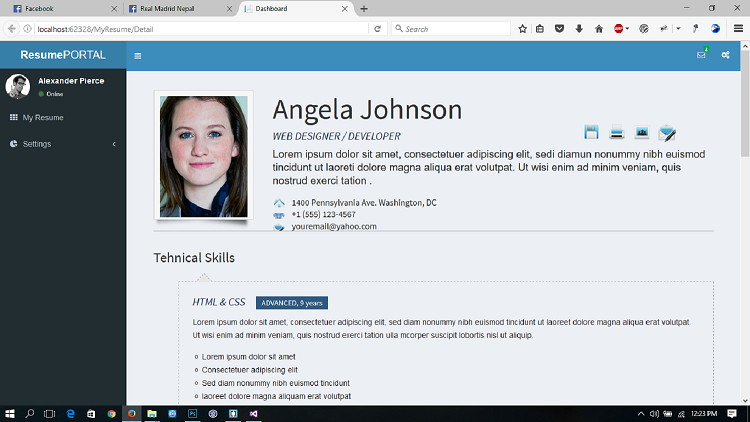 Facebook
Real Madrid Nepal
Dashboard
localhost:62328/MyResume/Detail
Search
ResumePORTAL
Alexander Pierce
Online
My Resume
Settings
Angela Johnson
WEB DESIGNER / DEVELOPER
Lorem ipsum dolor sit amet, consectetuer adipiscing elit, sedi diamun nonummy nibh euismod
tincidunt ut laoreti dolore magna aliqua erat volutpat. Ut wisi enim ad minim veniam, quis
nostrud exerci tation .
1400 Pennsylvania Ave. Washington, DC
+1 (555) 123-4567
youremail@yahoo.com
Tehnical Skills
HTML & CSS
ADVANCED, 9 years
Lorem ipsum dolor sit amet, consectetuer adipiscing elit, sed diam nonummy nibh euismod tincidunt ut laoreet dolore magna aliqua erat volutpat.
Ut wisi enim ad minim veniam, quis nostrud exerci tation ulla mcorper suscipit lobortis nisl ut aliquip.
Lorem ipsum dolor sit amet
Consectetuer adipiscing elit
Sed diam nonummy nibh euismod tincidunt
laoreet dolore magna aliquam erat volutpat
12:23 PM